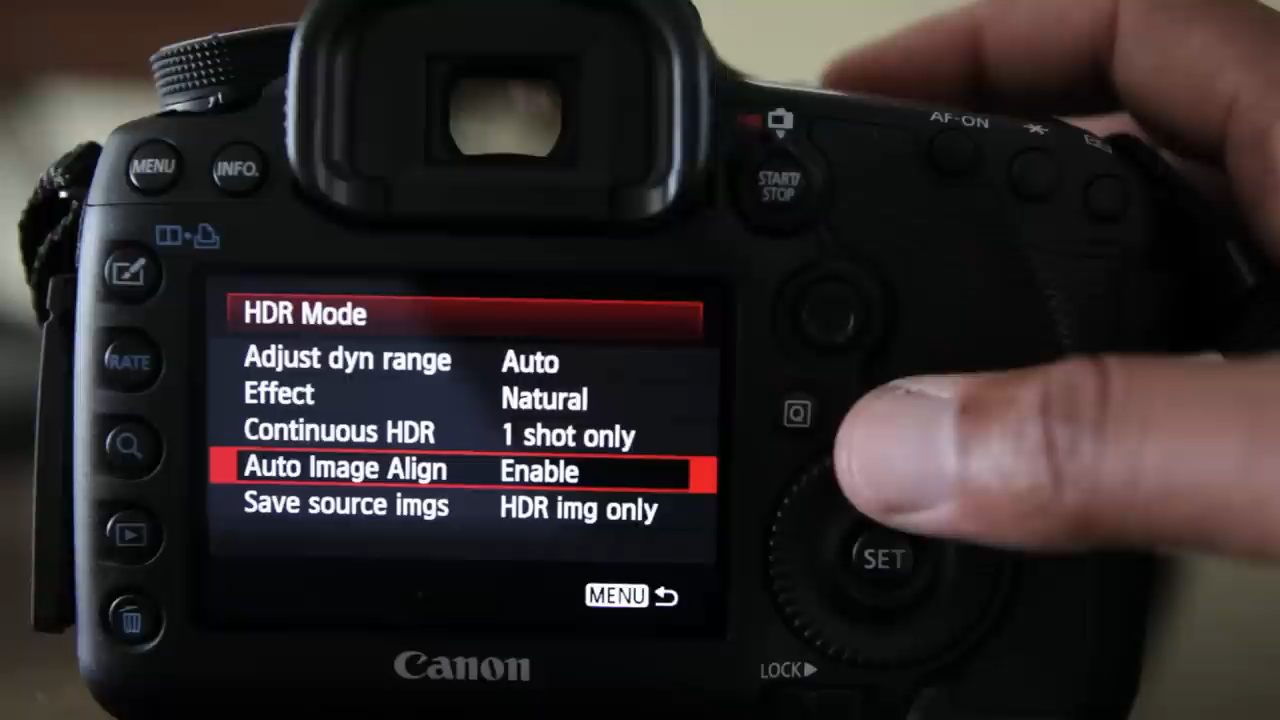 AF-ON
MENU
INFO.
START/
STOP
RATE
HDR Mode
Adjust dyn range Auto
Effect Natural
Continuous HDR 1 shot only
Auto Image Align Enable
Save source imgs HDR img only
MENU
Q
SET
LOCK
Canon